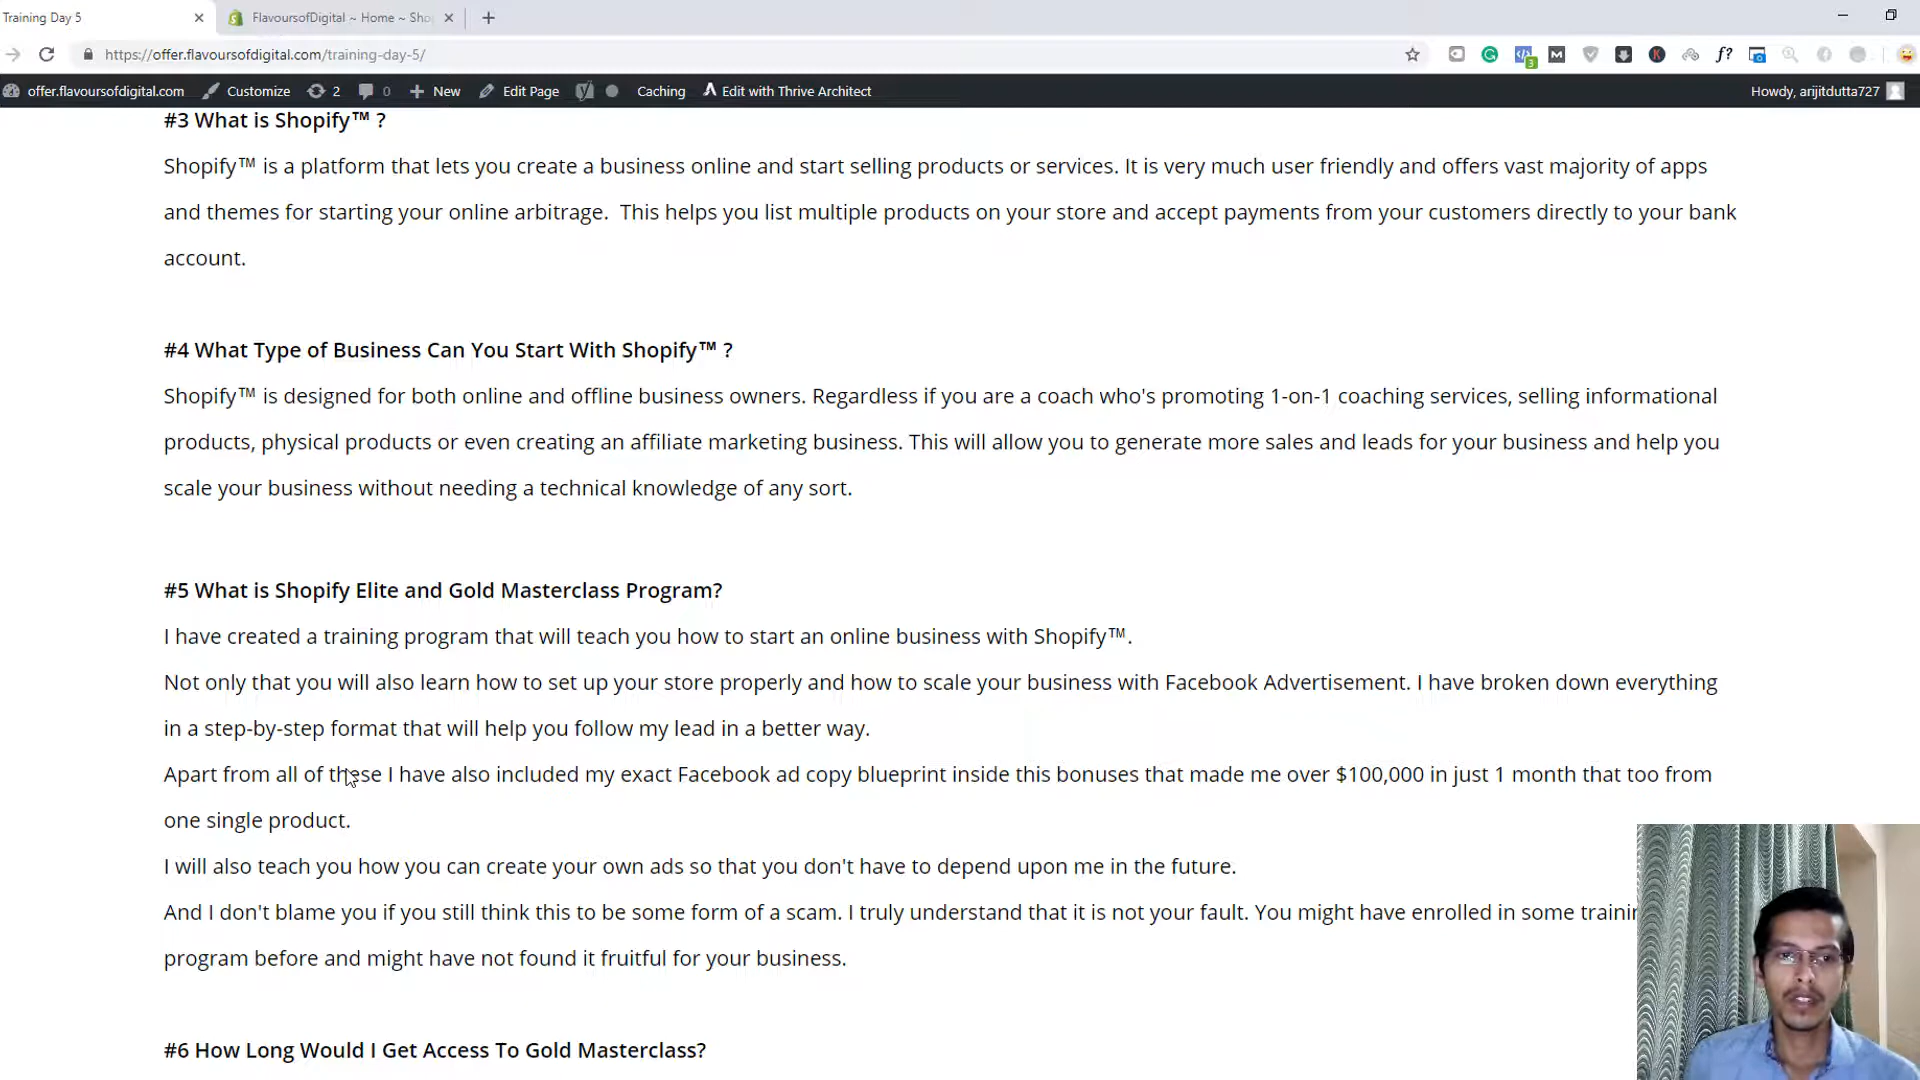 Training Day 5
FlavoursofDigital ~ Home ~ Sho
https://offer.flavoursofdigital.com/training-day-5/
3
f?
offer.flavoursofdigital.com Customize 2 0 New Edit Page Caching Edit with Thrive Architect Howdy, arijitdutta727
#3 What is Shopify™ ?
Shopify™ is a platform that lets you create a business online and start selling products or services. It is very much user friendly and offers vast majority of apps
and themes for starting your online arbitrage. This helps you list multiple products on your store and accept payments from your customers directly to your bank
account.
#4 What Type of Business Can You Start With Shopify™ ?
Shopify™ is designed for both online and offline business owners. Regardless if you are a coach who's promoting 1-on-1 coaching services, selling informational
products, physical products or even creating an affiliate marketing business. This will allow you to generate more sales and leads for your business and help you
scale your business without needing a technical knowledge of any sort.
#5 What is Shopify Elite and Gold Masterclass Program?
I have created a training program that will teach you how to start an online business with Shopify™.
Not only that you will also learn how to set up your store properly and how to scale your business with Facebook Advertisement. I have broken down everything
in a step-by-step format that will help you follow my lead in a better way.
Apart from all of these I have also included my exact Facebook ad copy blueprint inside this bonuses that made me over $100,000 in just 1 month that too from
one single product.
I will also teach you how you can create your own ads so that you don't have to depend upon me in the future.
And I don't blame you if you still think this to be some form of a scam. I truly understand that it is not your fault. You might have enrolled in some trainin
program before and might have not found it fruitful for your business.
#6 How Long Would I Get Access To Gold Masterclass?